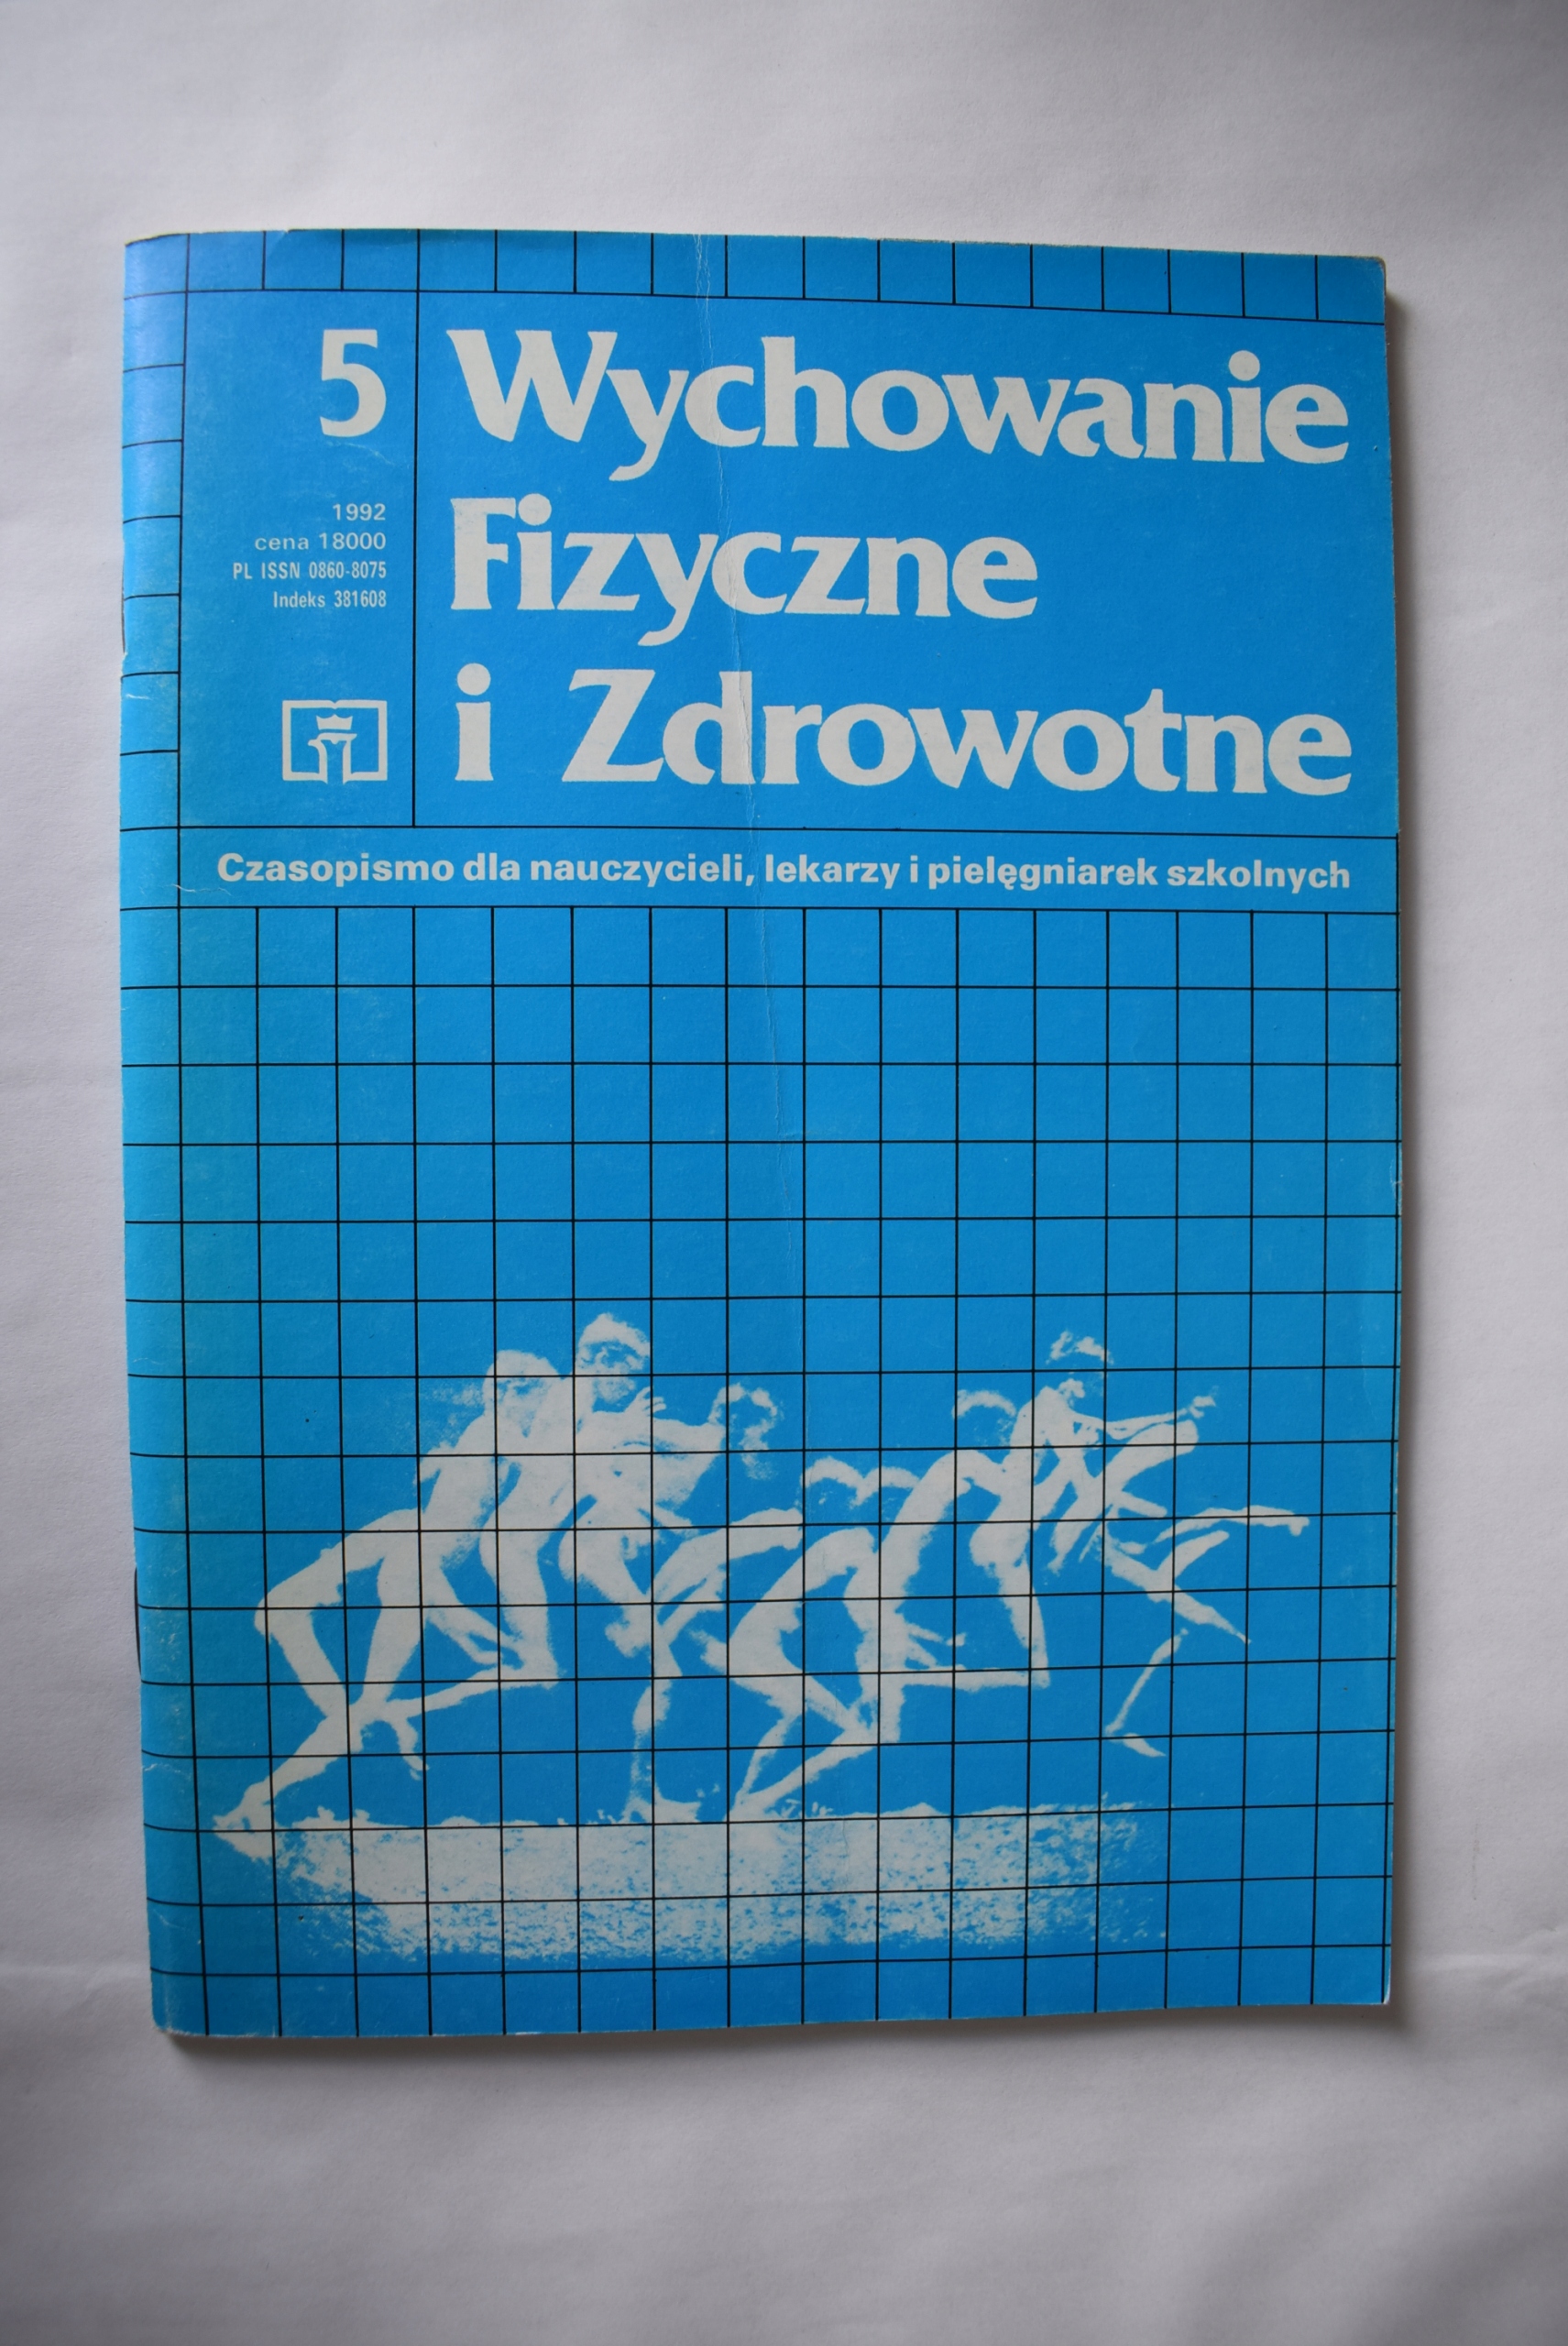 5
1992
cena 18000
PL ISSN 0860-8075
Indeks 381608
Wychowanie
Fizyczne
i Zdrowotne
Czasopismo dla nauczycieli, lekarzy i pielęgniarek szkolnych